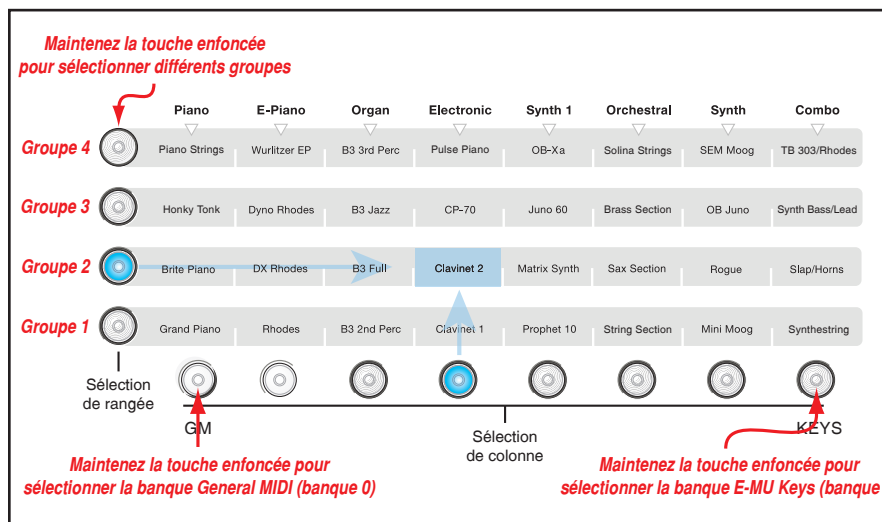 Maintenez la touche enfoncée
pour sélectionner différents groupes
Piano E-Piano Organ Electronic Synth 1 Orchestral Synth Combo
Groupe 4 Piano Strings Wurlitzer EP B3 3rd Perc Pulse Piano OB-Xa Solina Strings SEM Moog TB 303/Rhodes
Groupe 3 Honky Tonk Dyno Rhodes B3 Jazz CP-70 Juno 60 Brass Section OB Juno Synth Bass/Lead
Groupe 2 Brite Piano DX Rhodes B3 Full Clavinet 2 Matrix Synth Sax Section Rogue Slap/Horns
Groupe 1 Grand Piano Rhodes B3 2nd Perc Clavinet 1 Prophet 10 String Section Mini Moog Synthestring
Sélection
de rangée
GM
Sélection
de colonne
KEYS
Maintenez la touche enfoncée pour
sélectionner la banque General MIDI (banque 0)
Maintenez la touche enfoncée pour
sélectionner la banque E-MU Keys (banque